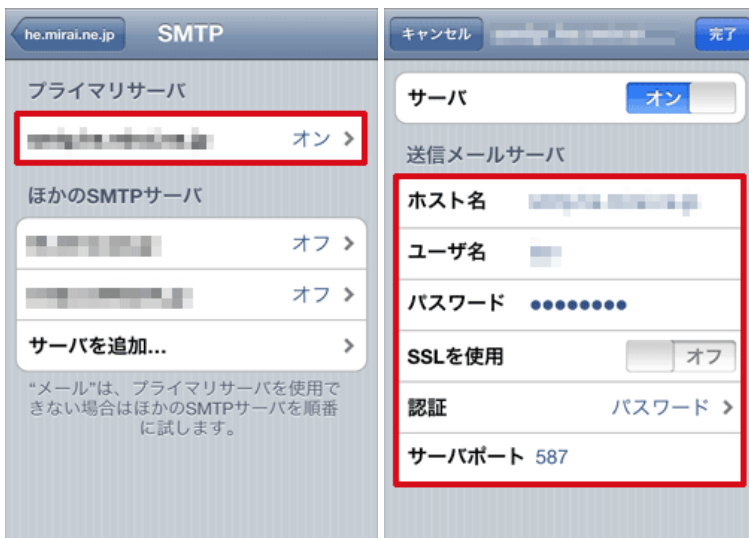 he.mirai.ne.jp
SMTP
プライマリサーバ
オン
ほかのSMTPサーバ
オフ
オフ
サーバを追加...
“メール”は、プライマリサーバを使用で
きない場合はほかのSMTPサーバを順番
に試します。
キャンセル
完了
サーバ
オン
送信メールサーバ
ホスト名
ユーザ名
パスワード ●●●●●●●●
SSLを使用 オフ
認証 パスワード
サーバポート 587